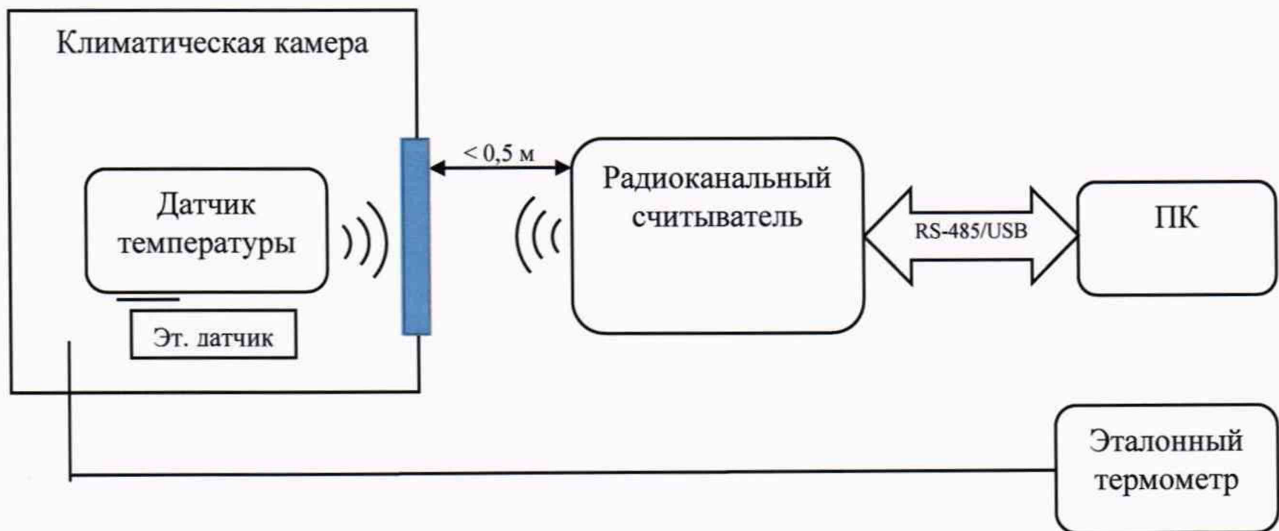 Климатическая камера
Датчик
температуры
Эт. датчик
< 0,5 м
Радиоканальный
считыватель
RS-485/USB
ПК
Эталонный
термометр